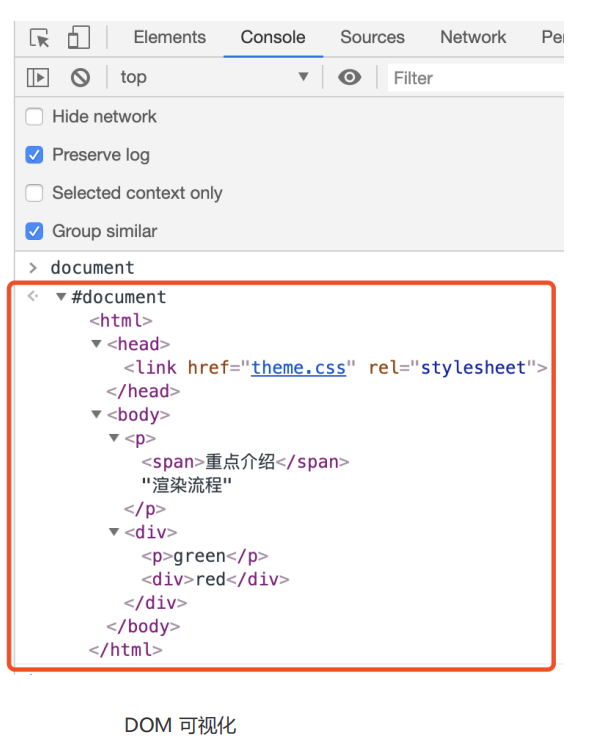 Elements Console Sources Network Pe
top Filter
Hide network
Preserve log
Selected context only
Group similar
> document
#document
<html>
<head>
<link href="theme.css" rel="stylesheet">
</head>
<body>
<p>
<span>重点介绍</span>
"渲染流程"
</p>
<div>
<p>green</p>
<div>red</div>
</div>
</body>
</html>
DOM 可视化